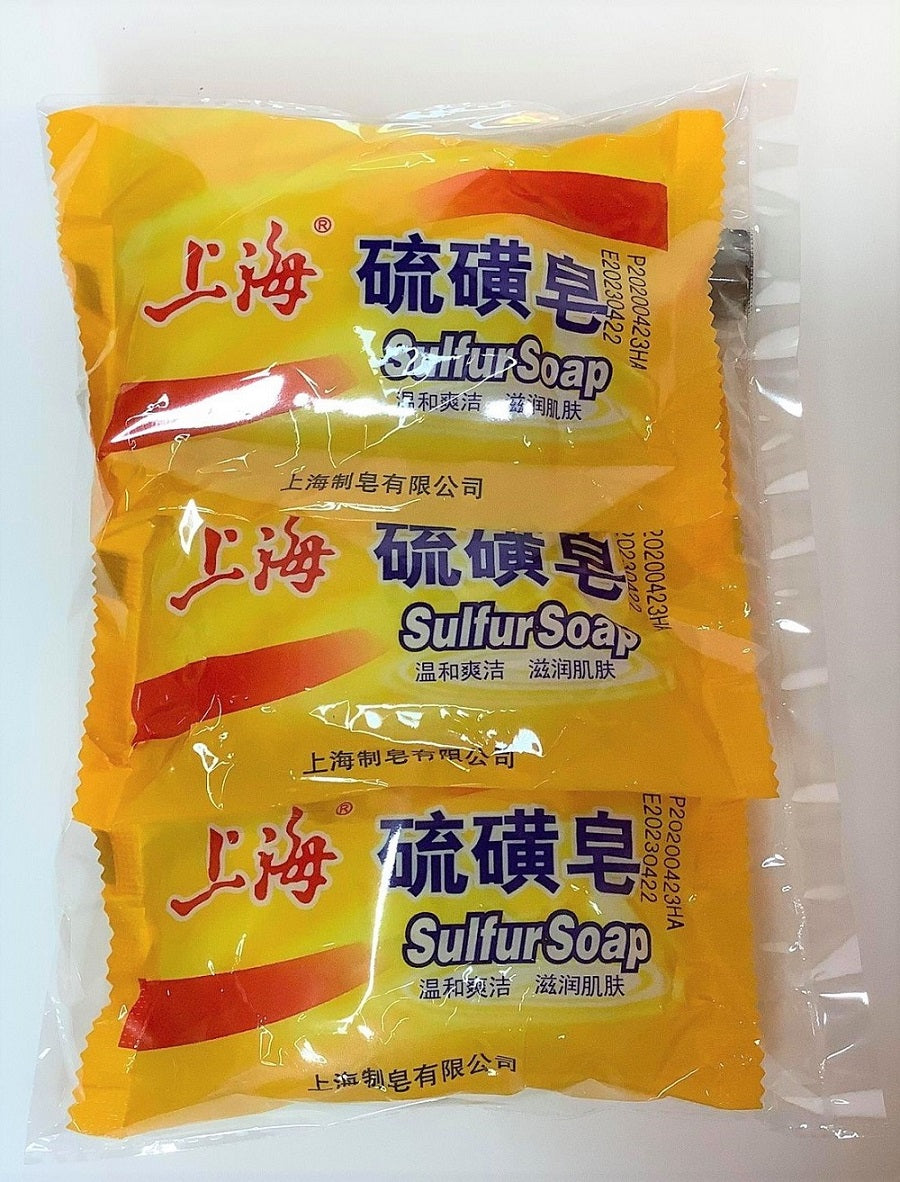 上海®
硫磺皂
P20200423HA
E20230422
Sulfur Soap
温和爽洁 滋润肌肤
上海制皂有限公司
上海
硫磺皂
20200423HA
20230422
Sulfur Soap
温和爽洁 滋润肌肤
上海制皂有限公司
上海®
硫磺皂
P20200423HA
E20230422
Sulfur Soap
温和爽洁 滋润肌肤
上海制皂有限公司